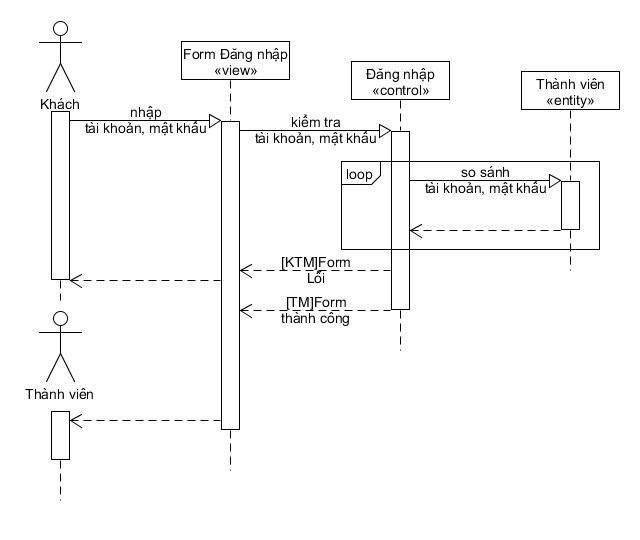 Form Đăng nhập
«view»
Đăng nhập
«control»
Thành viên
«entity»
Khách
nhập
tài khoản, mật khẩu
kiểm tra
tài khoản, mật khẩu
loop
so sánh
tài khoản, mật khẩu
[KTM]Form
Lỗi
[TM]Form
thành công
Thành viên